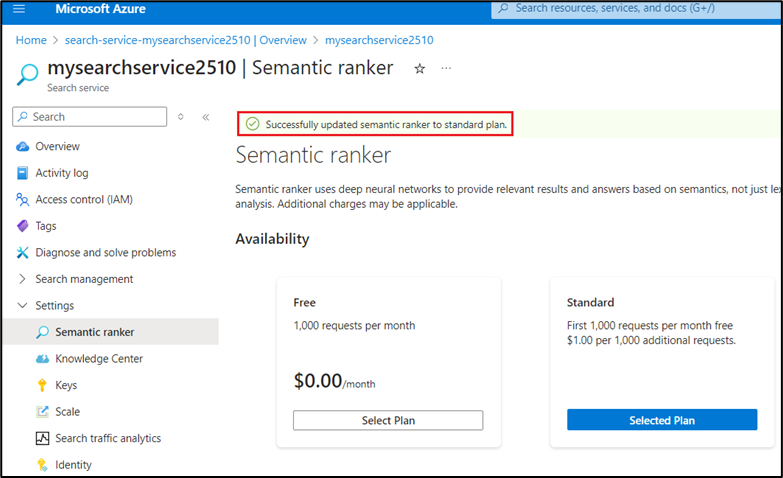 Microsoft Azure
Search resources, services, and docs (G+/)
Home > search-service-mysearchservice2510 | Overview > mysearchservice2510
mysearchservice2510 | Semantic ranker ☆ ...
Search service
Search
Overview
Activity log
Access control (IAM)
Tags
Diagnose and solve problems
Search management
Settings
Semantic ranker
Knowledge Center
Keys
Scale
Search traffic analytics
Identity
Successfully updated semantic ranker to standard plan.
Semantic ranker
Semantic ranker uses deep neural networks to provide relevant results and answers based on semantics, not just lex
analysis. Additional charges may be applicable.
Availability
Free
1,000 requests per month
$0.00/month
Select Plan
Standard
First 1,000 requests per month free
$1.00 per 1,000 additional requests.
Selected Plan